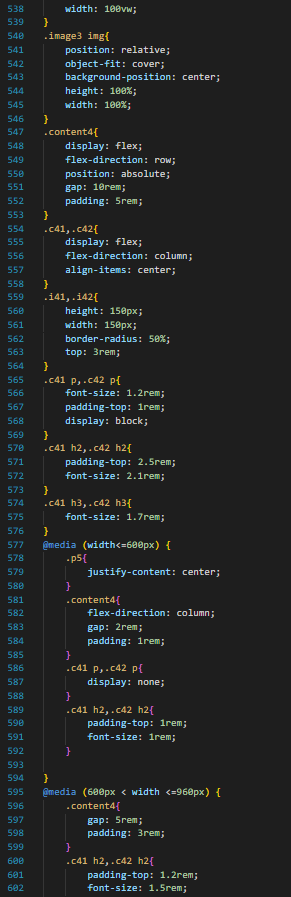 538 width: 100vw;
539 }
540 .image3 img{
541 position: relative;
542 object-fit: cover;
543 background-position: center;
544 height: 100%;
545 width: 100%;
546 }
547 .content4{
548 display: flex;
549 flex-direction: row;
550 position: absolute;
551 gap: 10rem;
552 padding: 5rem;
553 }
554 .c41,.c42{
555 display: flex;
556 flex-direction: column;
557 align-items: center;
558 }
559 .i41,.i42{
560 height: 150px;
561 width: 150px;
562 border-radius: 50%;
563 top: 3rem;
564 }
565 .c41 p,.c42 p{
566 font-size: 1.2rem;
567 padding-top: 1rem;
568 display: block;
569 }
570 .c41 h2,.c42 h2{
571 padding-top: 2.5rem;
572 font-size: 2.1rem;
573 }
574 .c41 h3,.c42 h3{
575 font-size: 1.7rem;
576 }
577 @media (width<=600px) {
578 .p5{
579 justify-content: center;
580 }
581 .content4{
582 flex-direction: column;
583 gap: 2rem;
584 padding: 1rem;
585 }
586 .c41 p,.c42 p{
587 display: none;
588 }
589 .c41 h2,.c42 h2{
590 padding-top: 1rem;
591 font-size: 1rem;
592 }
593
594 }
595 @media (600px < width <=960px) {
596 .content4{
597 gap: 5rem;
598 padding: 3rem;
599 }
600 .c41 h2,.c42 h2{
601 padding-top: 1.2rem;
602 font-size: 1.5rem;